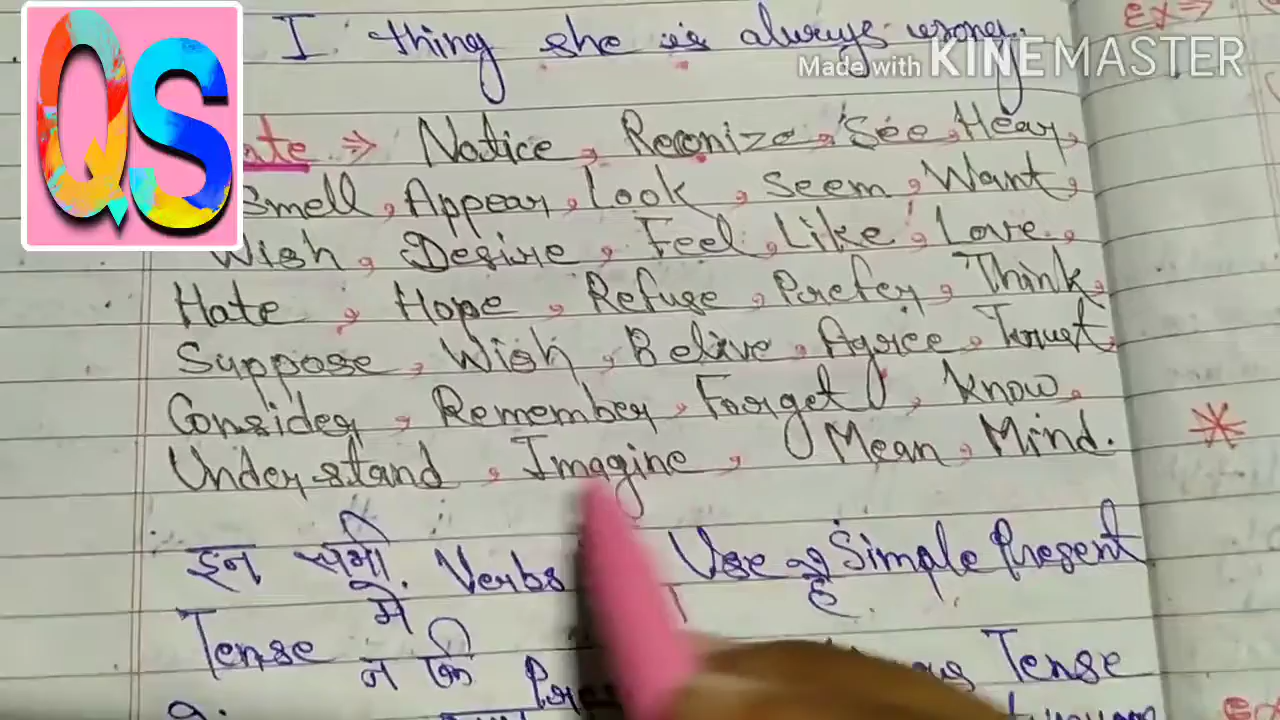 I thing she is always wrong.
Ex ⇒
Made with KINEMASTER
QS
⇒ Notice, Reconize, See, Hear,
Smell, Appear, Look, Seem, Want,
Wish, Desire, Feel, Like, Love,
Hate, Hope, Refuse, Prefer, Think,
Suppose, Wish, Belive, Agree, Trust,
Consider, Remember, Forget, Know,
Understand, Imagine, Mean, Mind.
इन सभी Verbs Use Simple Present
है
Tense में न की Tense